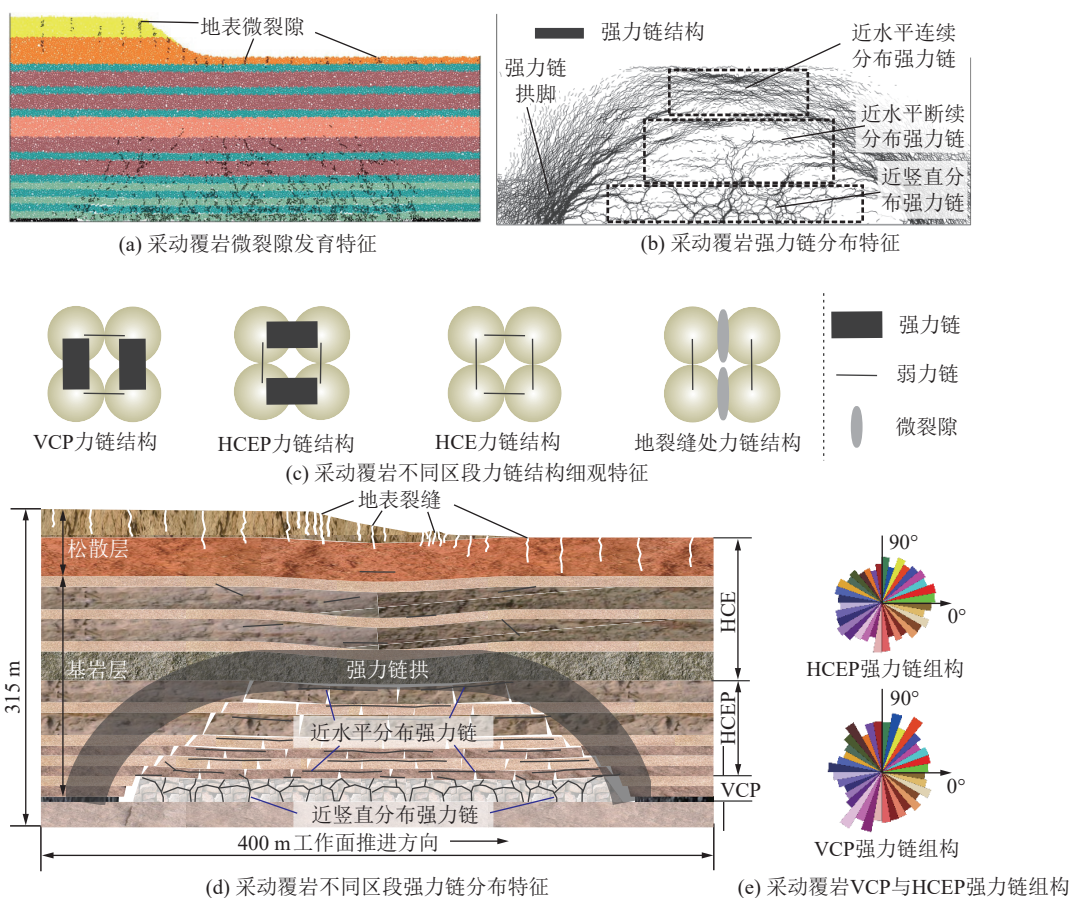 地表微裂隙
(a) 采动覆岩微裂隙发育特征
强力链结构
强力链
拱脚
近水平连续
分布强力链
近水平断续
分布强力链
近竖直分
布强力链
(b) 采动覆岩强力链分布特征
VCP力链结构
HCEP力链结构
HCE力链结构
地裂缝处力链结构
强力链
弱力链
微裂隙
(c) 采动覆岩不同区段力链结构细观特征
地表裂缝
松散层
基岩层
315 m
强力链拱
近水平分布强力链
近竖直分布强力链
HCE
HCEP
VCP
400 m工作面推进方向
(d) 采动覆岩不同区段强力链分布特征
90°
0°
HCEP强力链组构
90°
0°
VCP强力链组构
(e) 采动覆岩VCP与HCEP强力链组构